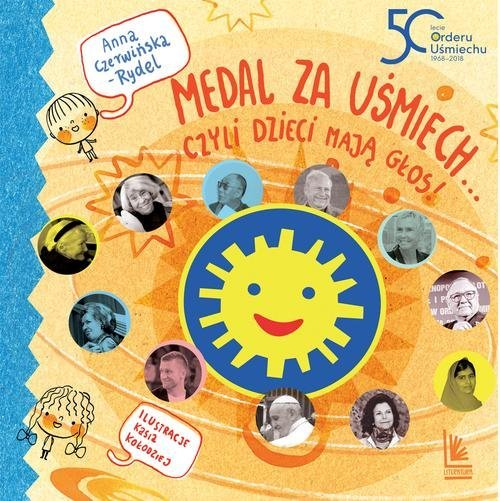 Anna
Czerwińska
-Rydel
50
lecie
Orderu
Uśmiechu
1968-2018
MEDAL ZA UŚMIECH...
CZYLI DZIECI MAJĄ GŁOS!
ILUSTRACJE
KASIA
KOŁODZIEJ
LITERATURA